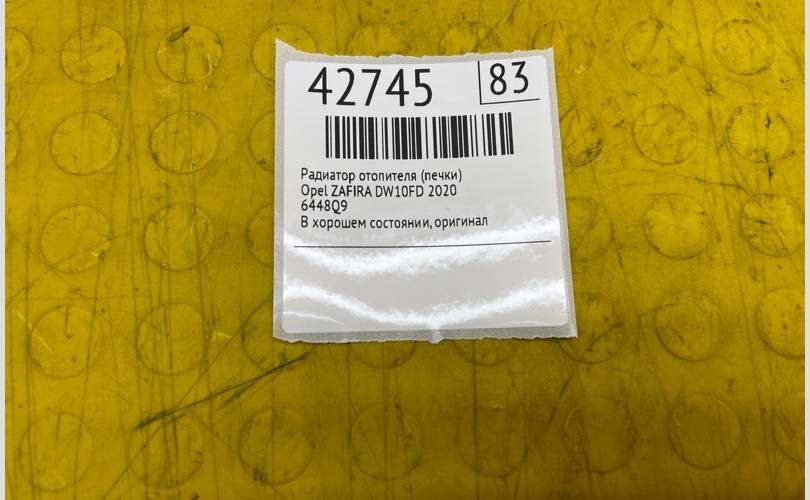 42745 83
Радиатор отопителя (печки)
Opel ZAFIRA DW10FD 2020
6448Q9
В хорошем состоянии, оригинал